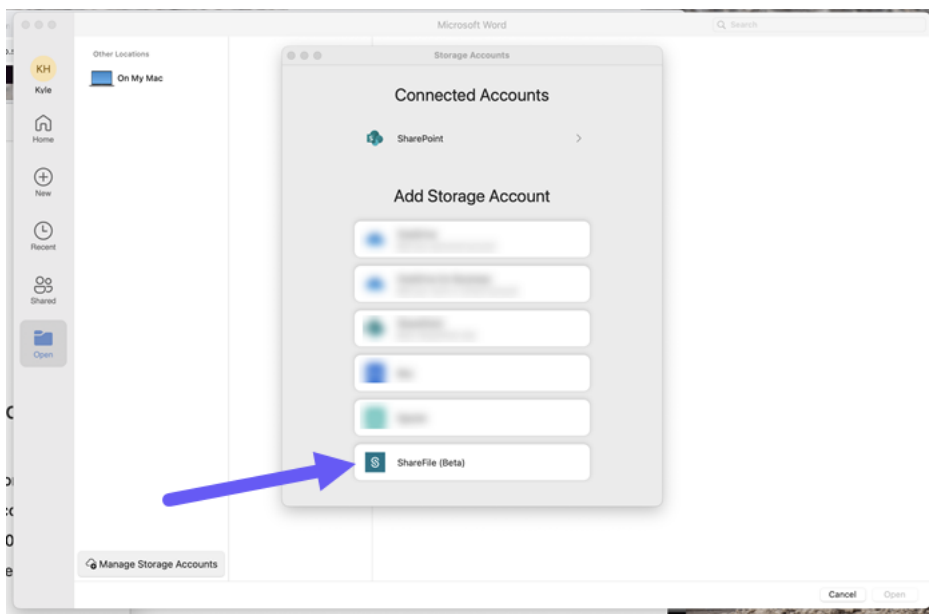 Microsoft Word
Search
KH
Kyle
Home
New
Recent
Shared
Open
Other Locations
On My Mac
Manage Storage Accounts
Storage Accounts
Connected Accounts
SharePoint
Add Storage Account
ShareFile (Beta)
Cancel
Open